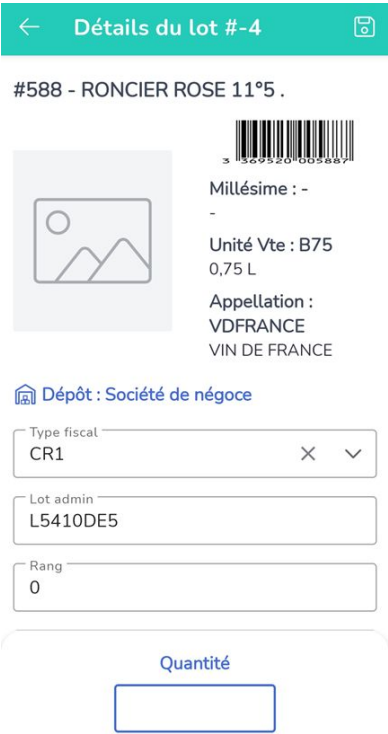 Détails du lot #-4
#588 - RONCIER ROSE 11°5 .
3 369520 005887
Millésime : -
-
Unité Vte : B75
0,75 L
Appellation :
VDFRANCE
VIN DE FRANCE
Dépôt : Société de négoce
Type fiscal
CR1
Lot admin
L5410DE5
Rang
0
Quantité